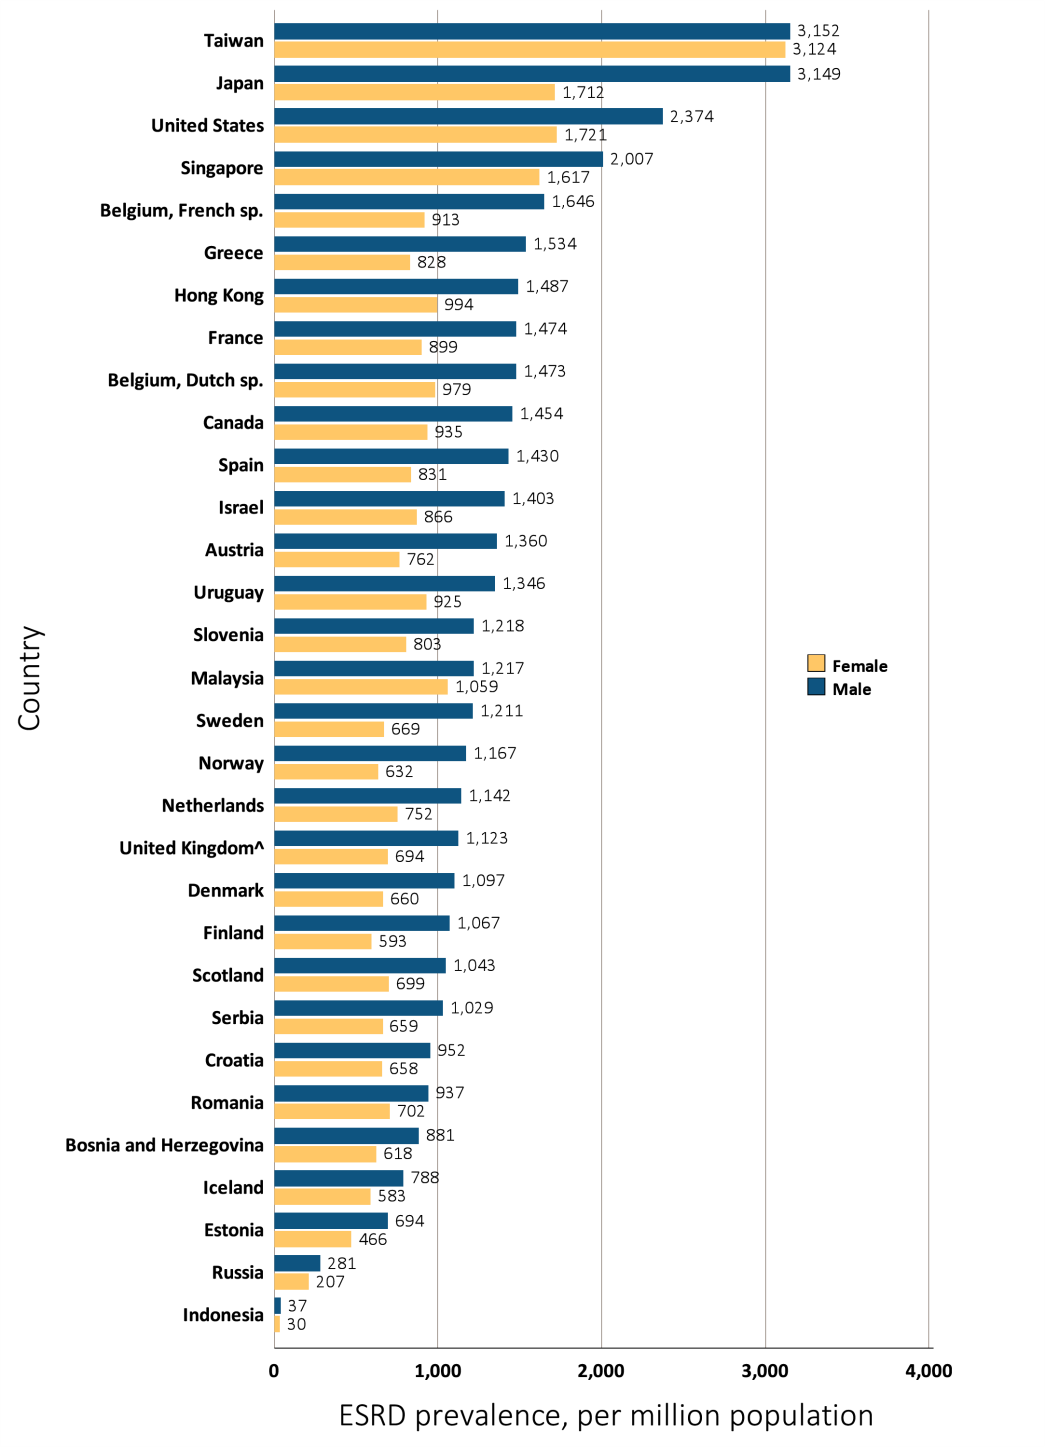 Taiwan
3,152
3,124
Japan
3,149
1,712
United States
2,374
1,721
Singapore
2,007
1,617
Belgium, French sp.
1,646
913
Greece
1,534
828
Hong Kong
1,487
994
France
1,474
899
Belgium, Dutch sp.
1,473
979
Canada
1,454
935
Spain
1,430
831
Israel
1,403
866
Austria
1,360
762
Uruguay
1,346
925
Slovenia
1,218
803
Malaysia
1,217
1,059
Sweden
1,211
669
Norway
1,167
632
Netherlands
1,142
752
United Kingdom^
1,123
694
Denmark
1,097
660
Finland
1,067
593
Scotland
1,043
699
Serbia
1,029
659
Croatia
952
658
Romania
937
702
Bosnia and Herzegovina
881
618
Iceland
788
583
Estonia
694
466
Russia
281
207
Indonesia
37
30
Country
Female
Male
0 1,000 2,000 3,000 4,000
ESRD prevalence, per million population